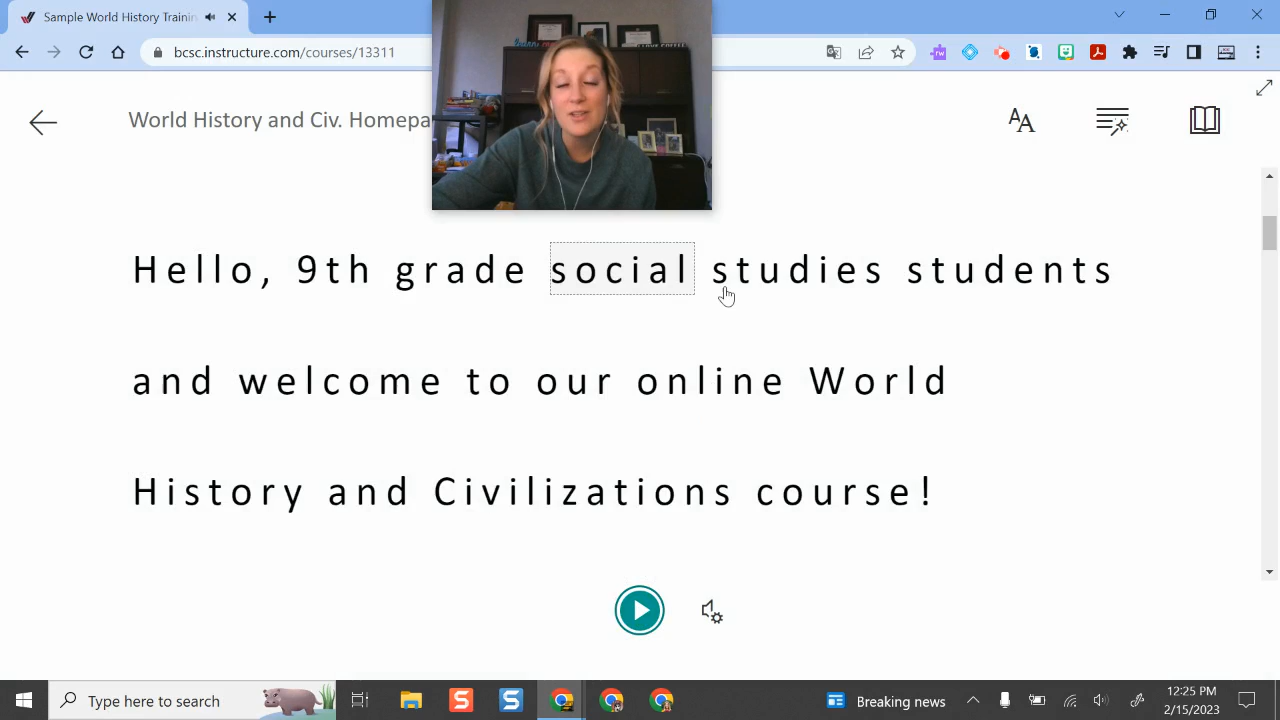 Sample World History Trainin
bcsc.instructure.com/courses/13311
World History and Civ. Homepa
Hello, 9th grade social studies students
and welcome to our online World
History and Civilizations course!
Type here to search
Breaking news
12:25 PM
2/15/2023